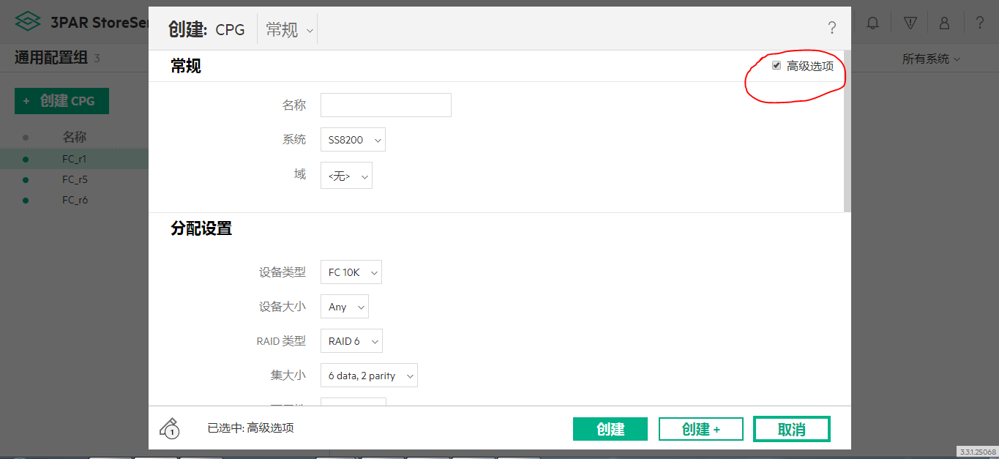 3PAR StoreSer
创建: CPG 常规
?
?
通用配置组 3
所有系统
常规
高级选项
+ 创建 CPG
名称
FC_r1
FC_r5
FC_r6
名称
系统 SS8200
域 <无>
分配设置
设备类型 FC 10K
设备大小 Any
RAID 类型 RAID 6
集大小 6 data, 2 parity
1
已选中: 高级选项
创建
创建 +
取消
3.3.1.25068